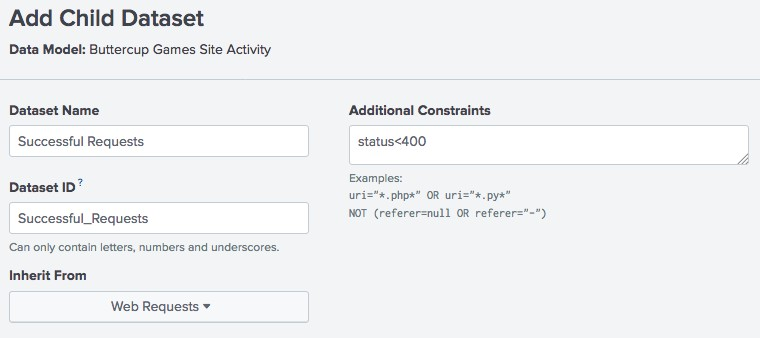 Add Child Dataset
Data Model: Buttercup Games Site Activity
Dataset Name
Successful Requests
Dataset ID ?
Successful_Requests
Can only contain letters, numbers and underscores.
Inherit From
Web Requests
Additional Constraints
status<400
Examples:
uri="*.php*" OR uri="*.py*"
NOT (referer=null OR referer="-")